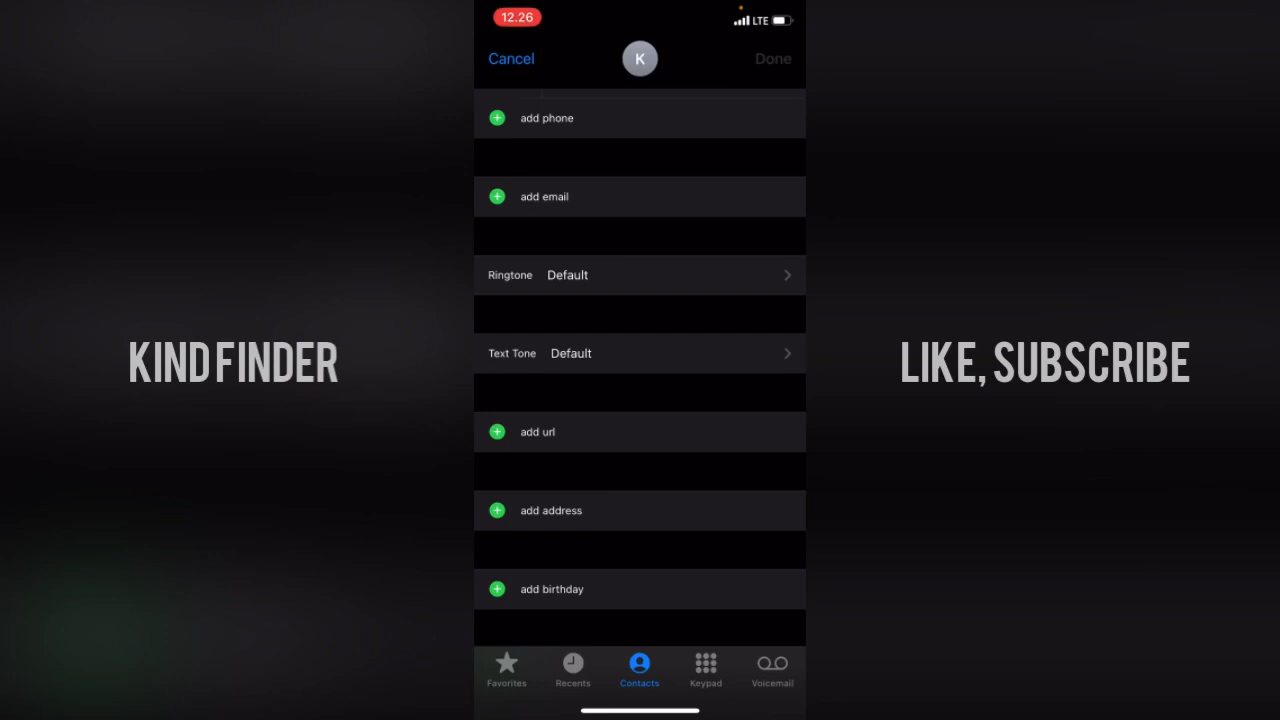 12.26
LTE
Cancel
K
Done
add phone
add email
Ringtone Default
Text Tone Default
add url
add address
add birthday
Favorites Recents Contacts Keypad Voicemail
KIND FINDER
LIKE, SUBSCRIBE